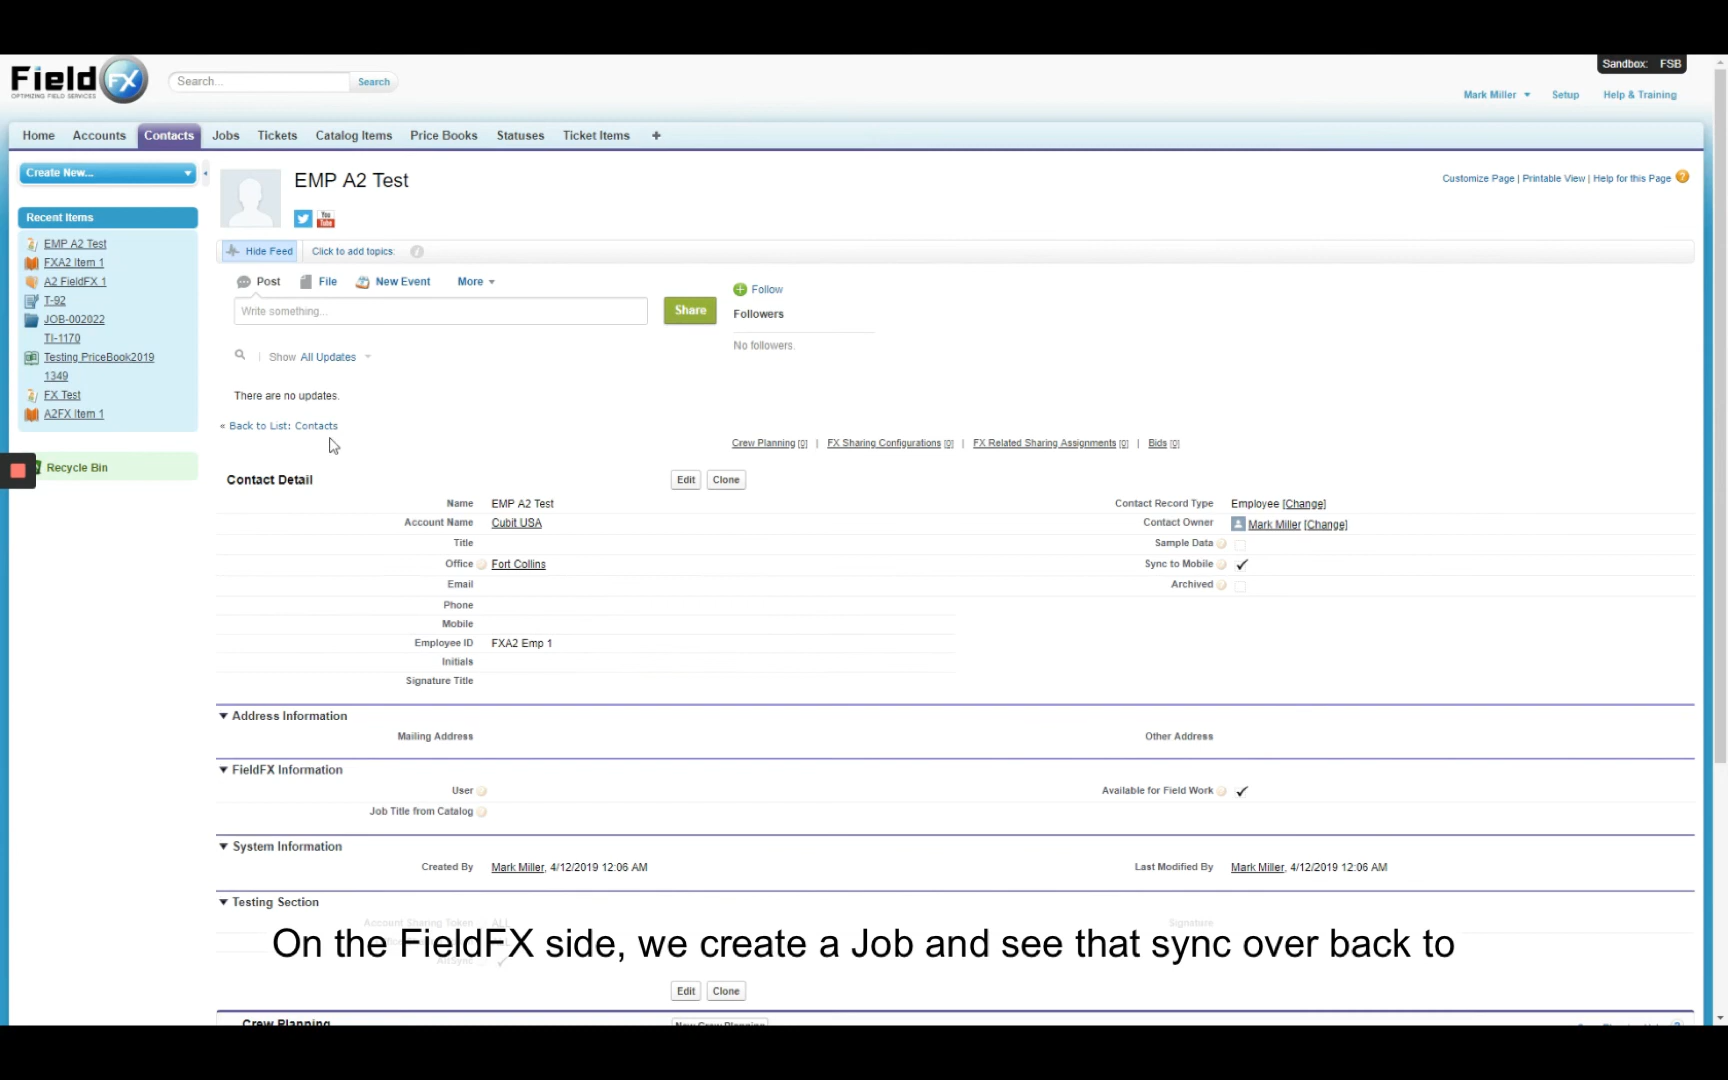 Field FX
OPTIMIZING FIELD SERVICES
Search...
Search
Sandbox: FSB
Mark Miller
Setup
Help & Training
Home
Accounts
Contacts
Jobs
Tickets
Catalog Items
Price Books
Statuses
Ticket Items
+
Create New...
Recent Items
EMP A2 Test
FXA2 Item 1
A2 FieldFX 1
T-92
JOB-002022
TI-1170
Testing PriceBook2019
1349
FX Test
A2FX Item 1
Recycle Bin
EMP A2 Test
Customize Page | Printable View | Help for this Page
You Tube
Hide Feed
Click to add topics:
Post
File
New Event
More
Write something...
Share
Follow
Followers
No followers.
Show All Updates
There are no updates.
« Back to List: Contacts
Crew Planning [0] | FX Sharing Configurations [0] | FX Related Sharing Assignments [0] | Bids [0]
Contact Detail
Edit
Clone
Name EMP A2 Test
Contact Record Type Employee [Change]
Account Name Cubit USA
Contact Owner Mark Miller [Change]
Title
Sample Data
Office Fort Collins
Sync to Mobile
Email
Archived
Phone
Mobile
Employee ID FXA2 Emp 1
Initials
Signature Title
Address Information
Mailing Address
Other Address
FieldFX Information
User
Available for Field Work
Job Title from Catalog
System Information
Created By Mark Miller, 4/12/2019 12:06 AM
Last Modified By Mark Miller, 4/12/2019 12:06 AM
Testing Section
Account Sharing Token ALL
Signature
On the FieldFX side, we create a Job and see that sync over back to
Edit
Clone
Crew Planning
New Crew Planning